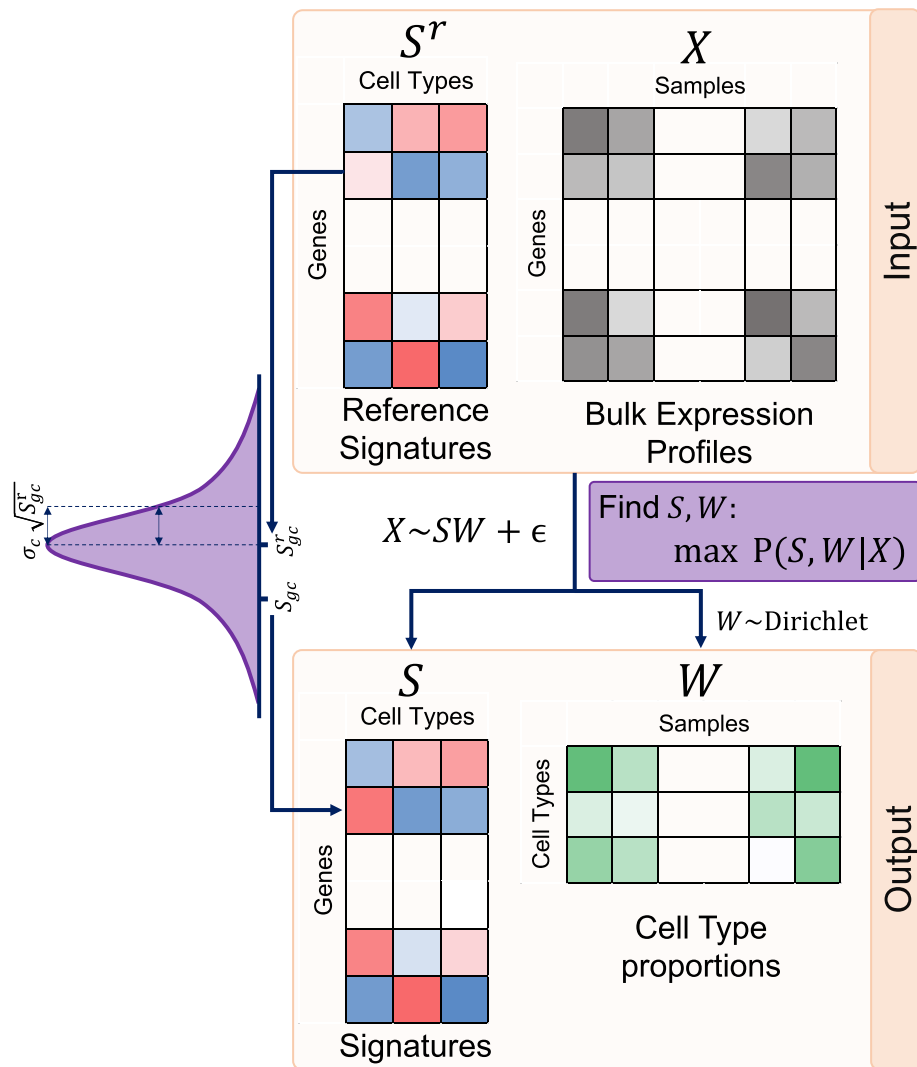 S^r
Cell Types
Genes
Reference
Signatures
X
Samples
Genes
Bulk Expression
Profiles
Input
σ_c √S^r_gc
S^r_gc
S_gc
X~SW + ϵ
Find S, W:
max P(S, W|X)
W~Dirichlet
S
Cell Types
Genes
Signatures
W
Samples
Cell Types
Cell Type
proportions
Output